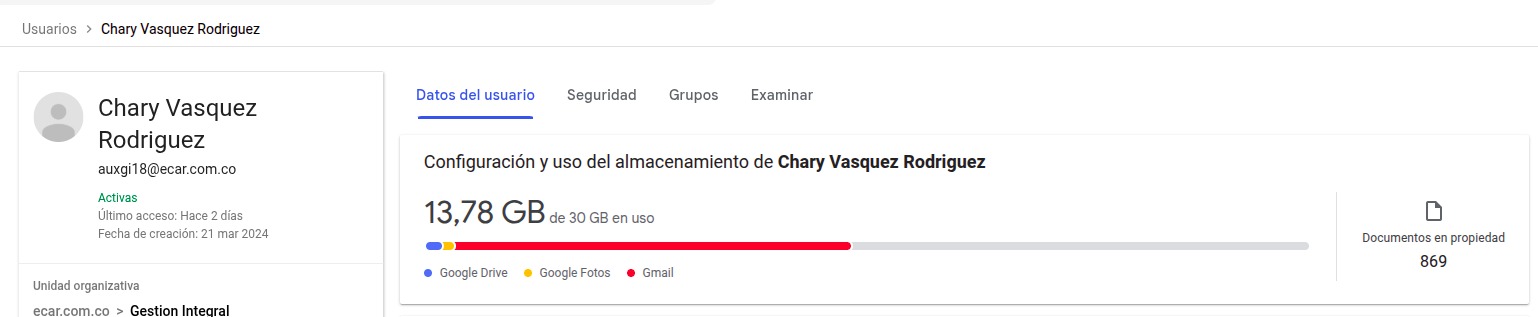 Usuarios > Chary Vasquez Rodriguez
Chary Vasquez
Rodriguez
auxgi18@ecar.com.co
Activas
Último acceso: Hace 2 días
Fecha de creación: 21 mar 2024
Unidad organizativa
ecar.com.co > Gestion Integral
Datos del usuario Seguridad Grupos Examinar
Configuración y uso del almacenamiento de Chary Vasquez Rodriguez
13,78 GB de 30 GB en uso
Google Drive Google Fotos Gmail
Documentos en propiedad
869